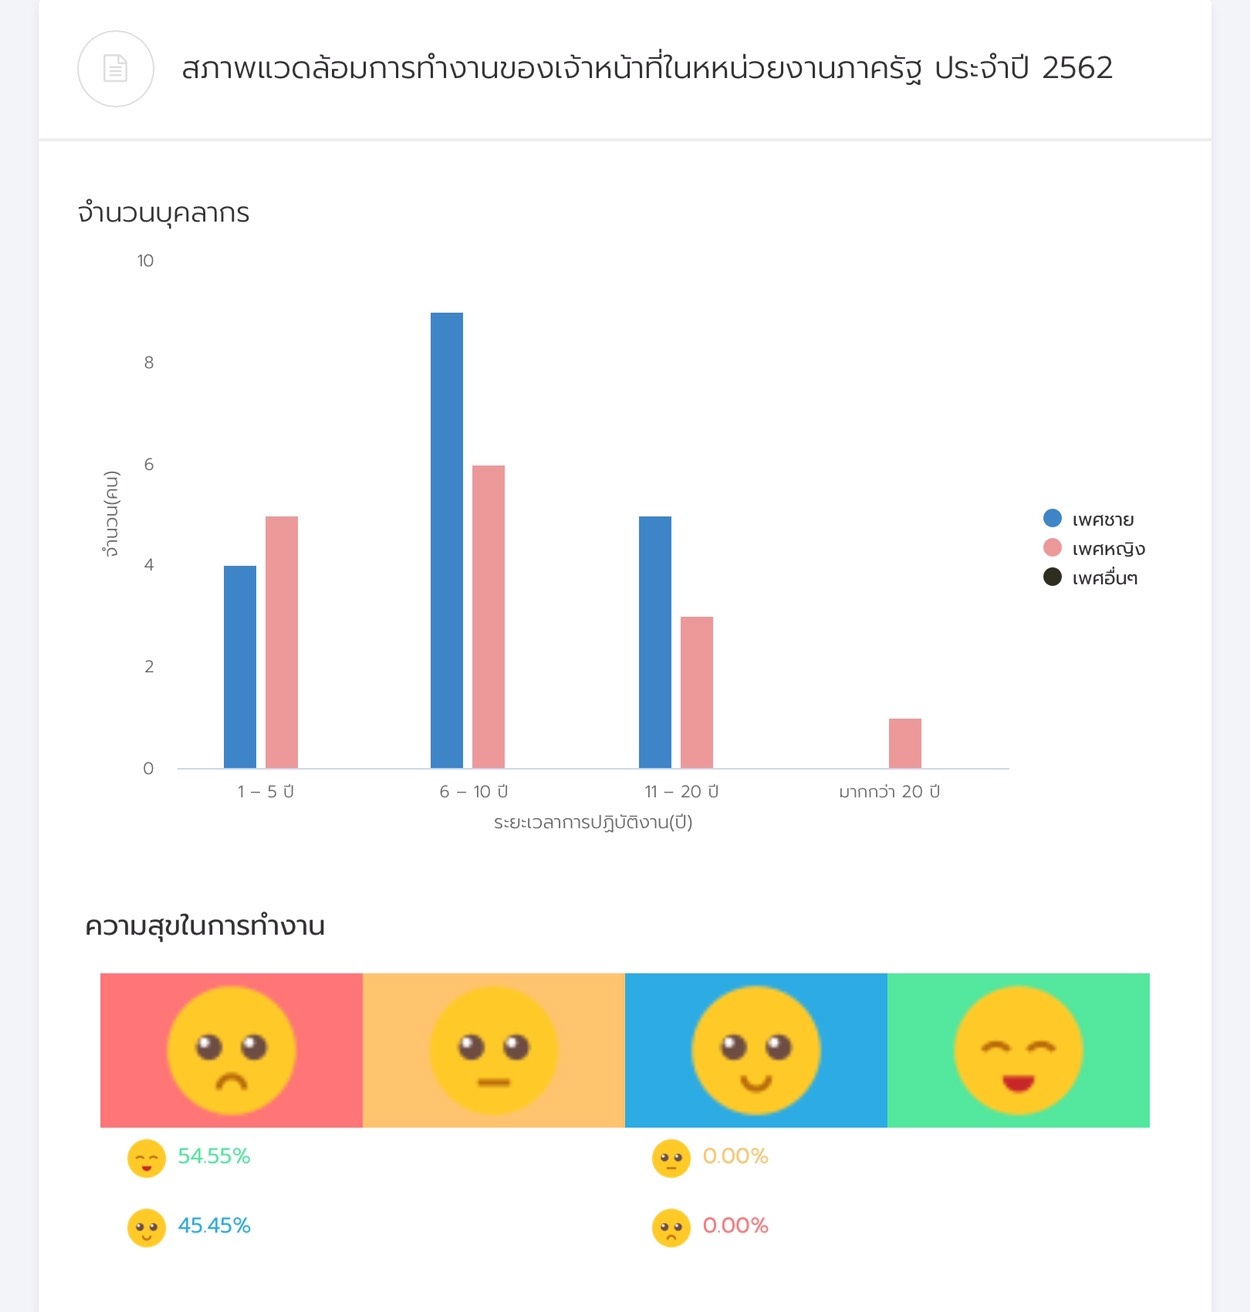 สภาพแวดล้อมการทำงานของเจ้าหน้าที่ในหหน่วยงานภาครัฐ ประจำปี 2562
จำนวนบุคลากร
10
8
6
4
2
0
จำนวน(คน)
1 – 5 ปี
6 – 10 ปี
11 – 20 ปี
มากกว่า 20 ปี
ระยะเวลาการปฏิบัติงาน(ปี)
เพศชาย
เพศหญิง
เพศอื่นๆ
ความสุขในการทำงาน
54.55%
0.00%
45.45%
0.00%